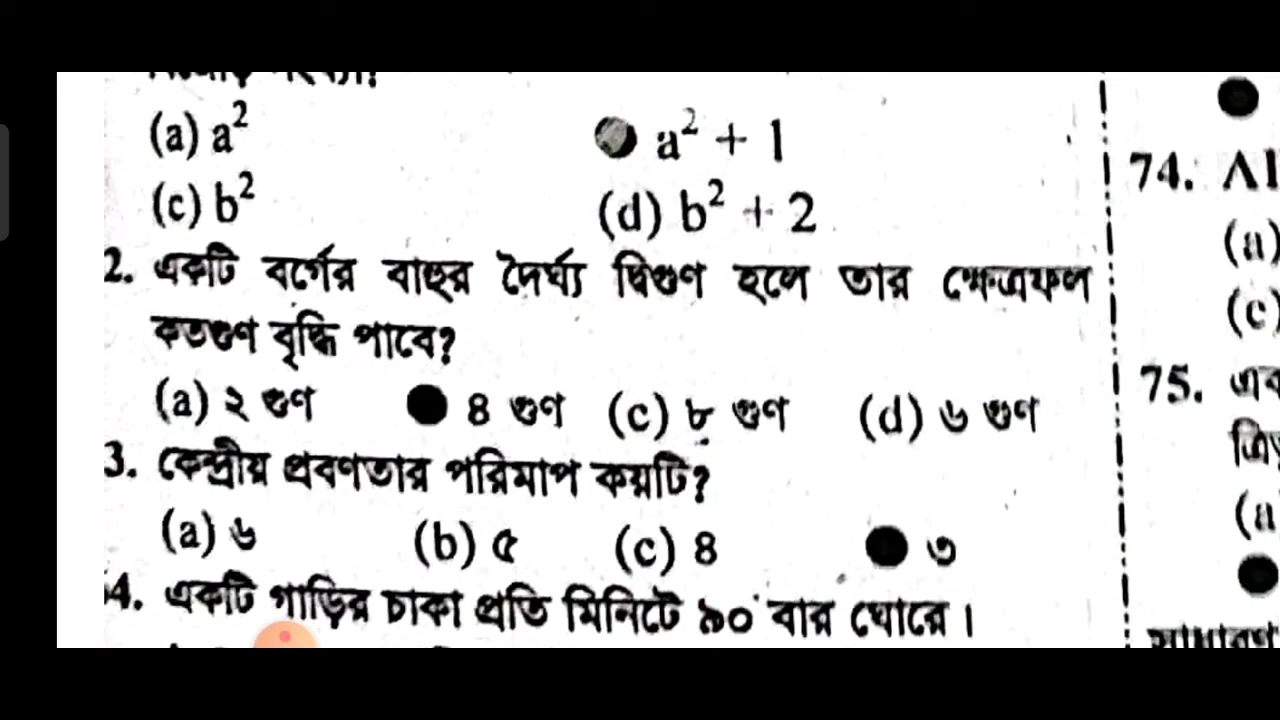 (a) a² a² + 1
(c) b² (d) b² + 2
2. একটি বর্গের বাহুর দৈর্ঘ্য দ্বিগুণ হলে তার ক্ষেত্রফল
কতগুণ বৃদ্ধি পাবে?
(a) ২ গুণ ৪ গুণ (c) ৮ গুণ (d) ৬ গুণ
3. কেন্দ্রীয় প্রবণতার পরিমাপ কয়টি?
(a) ৬ (b) ৫ (c) ৪ ৩
4. একটি গাড়ির চাকা প্রতি মিনিটে ৯০ বার ঘোরে।
74.
(a)
(c)
75.
(a